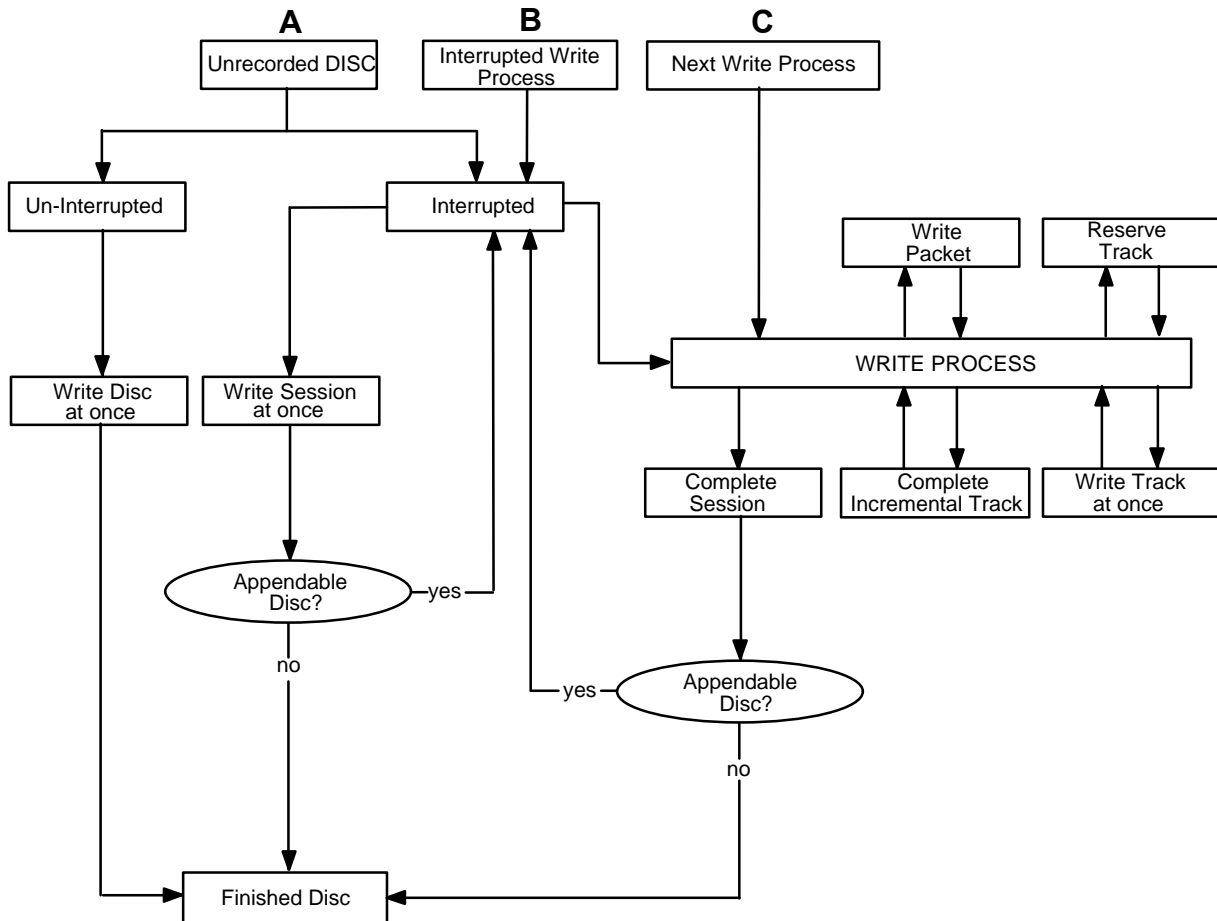 A
B
C
Unrecorded DISC
Interrupted Write
Process
Next Write Process
Un-Interrupted
Interrupted
Write
Packet
Reserve
Track
WRITE PROCESS
Write Disc
at once
Write Session
at once
Complete
Session
Complete
Incremental Track
Write Track
at once
Appendable
Disc?
yes
no
Appendable
Disc?
yes
no
Finished Disc